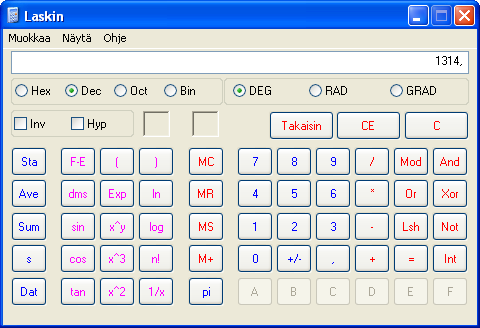 Laskin
Muokkaa Näytä Ohje
1314,
Hex Dec Oct Bin DEG RAD GRAD
Inv Hyp Takaisin CE C
Sta F-E ( ) MC 7 8 9 / Mod And
Ave dms Exp ln MR 4 5 6 * Or Xor
Sum sin x^y log MS 1 2 3 - Lsh Not
s cos x^3 n! M+ 0 +/- , + = Int
Dat tan x^2 1/x pi A B C D E F